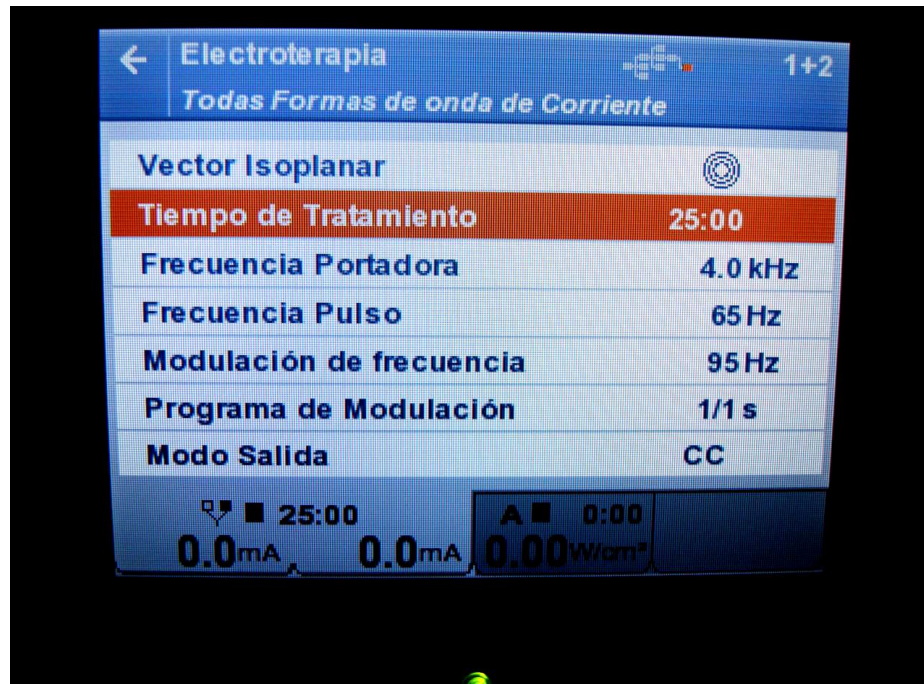 Electroterapia 1+2
Todas Formas de onda de Corriente
Vector Isoplanar
Tiempo de Tratamiento 25:00
Frecuencia Portadora 4.0 kHz
Frecuencia Pulso 65 Hz
Modulación de frecuencia 95 Hz
Programa de Modulación 1/1 s
Modo Salida CC
25:00 A 0:00
0.0mA 0.0mA 0.00W/cm²